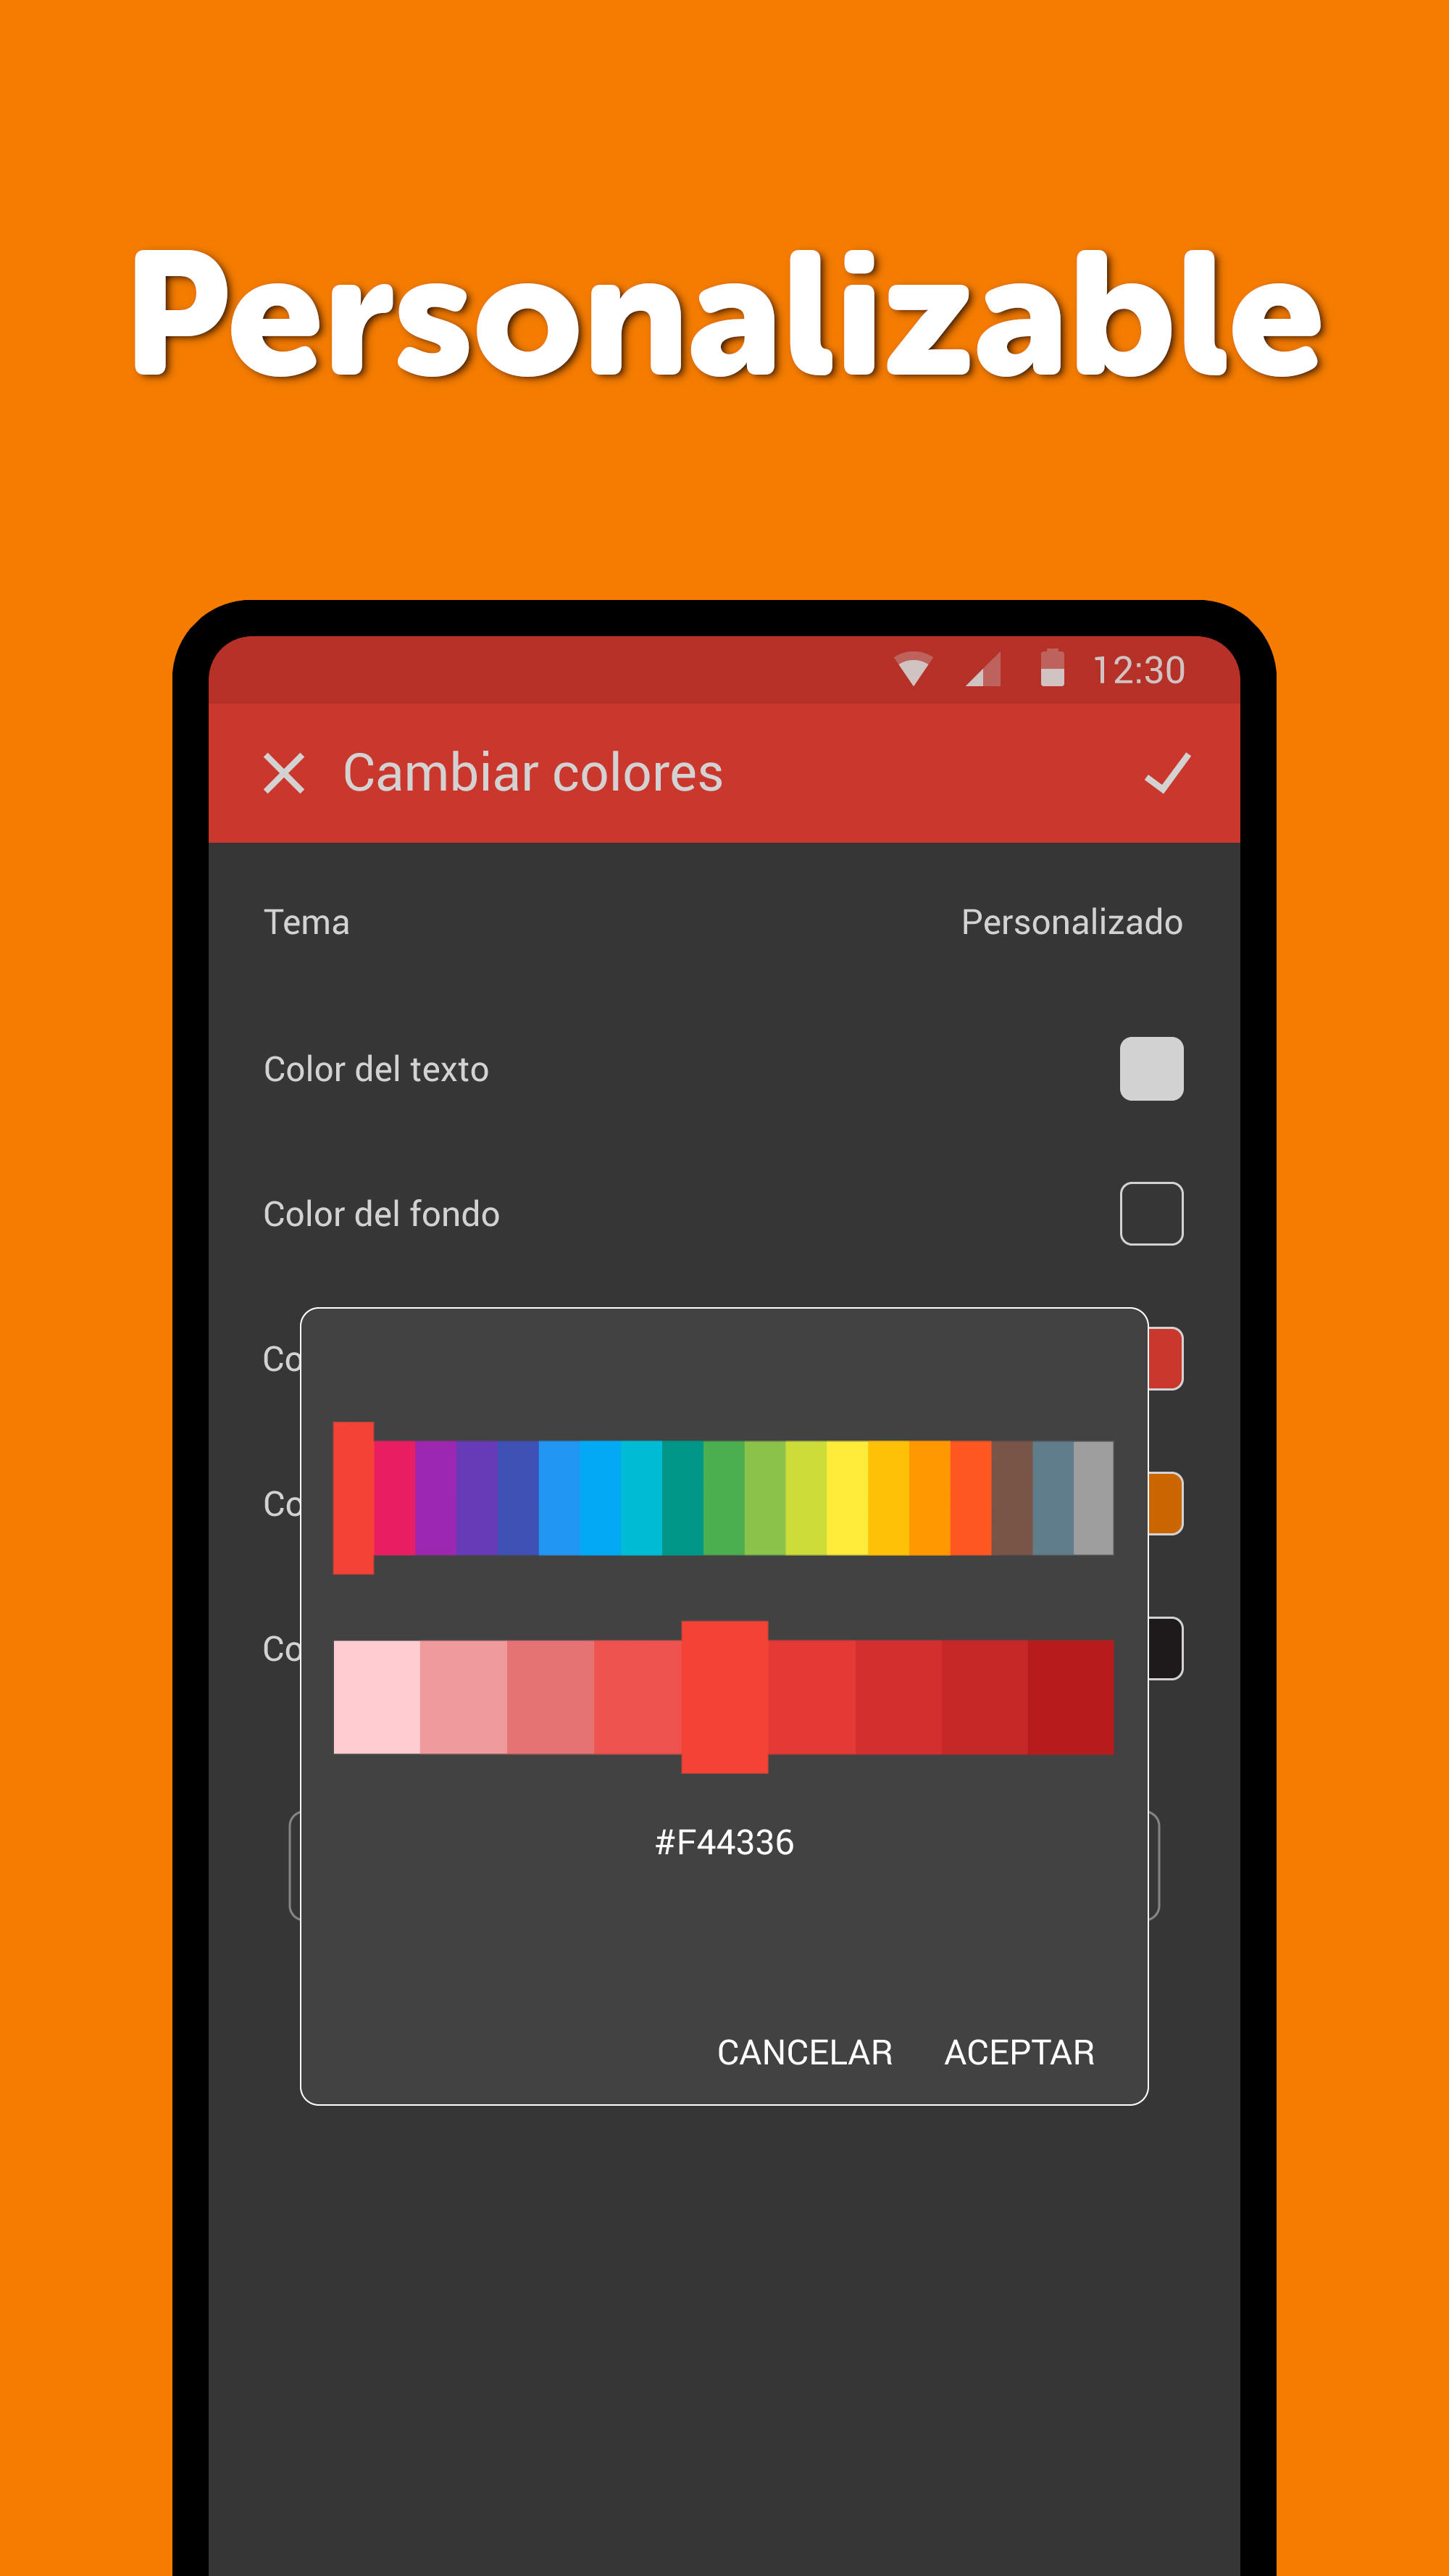 Personalizable
12:30
Cambiar colores
Tema
Personalizado
Color del texto
Color del fondo
Co
Co
Co
#F44336
CANCELAR ACEPTAR